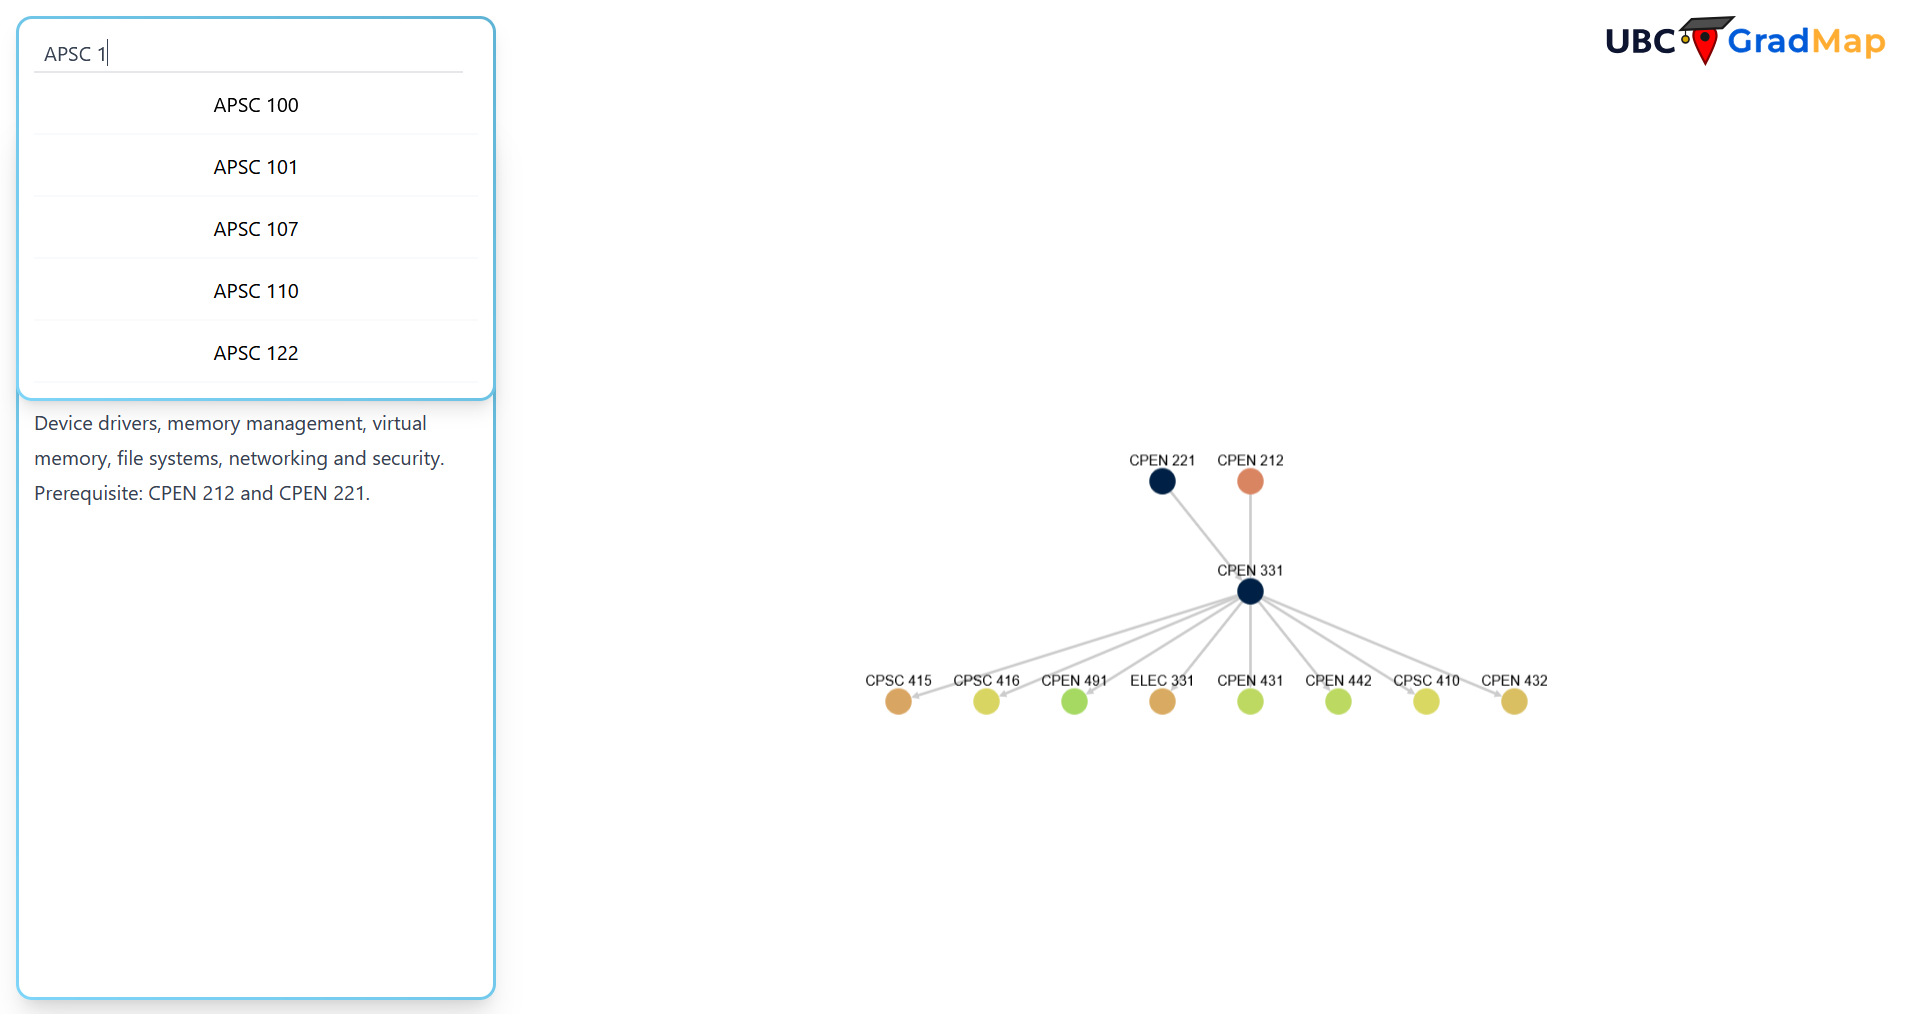 APSC 1
UBC GradMap
APSC 100
APSC 101
APSC 107
APSC 110
APSC 122
Device drivers, memory management, virtual
memory, file systems, networking and security.
Prerequisite: CPEN 212 and CPEN 221.
CPEN 221 CPEN 212
CPEN 331
CPSC 415 CPSC 416 CPEN 491 ELEC 331 CPEN 431 CPEN 442 CPSC 410 CPEN 432